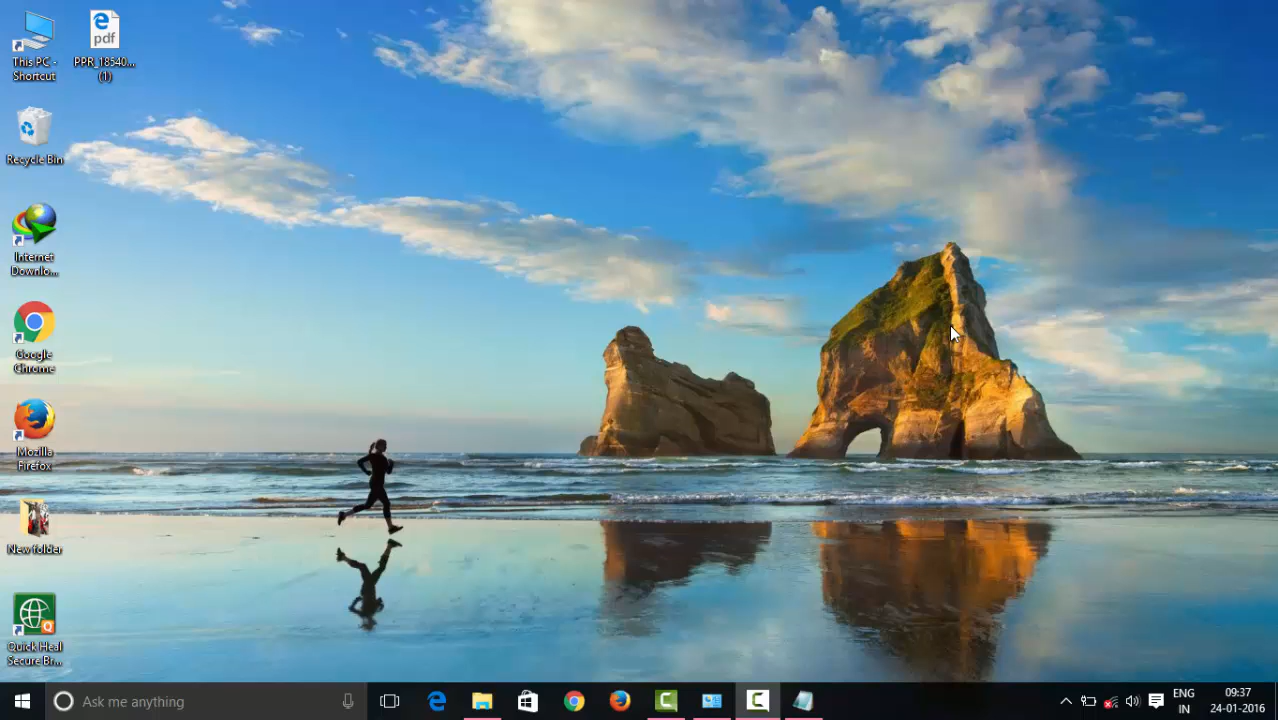 This PC -
Shortcut
pdf
PPR_18540...
(1)
Recycle Bin
Internet
Downlo...
Google
Chrome
Mozilla
Firefox
New folder
Quick Heal
Secure Br...
Ask me anything
ENG
IN
09:37
24-01-2016